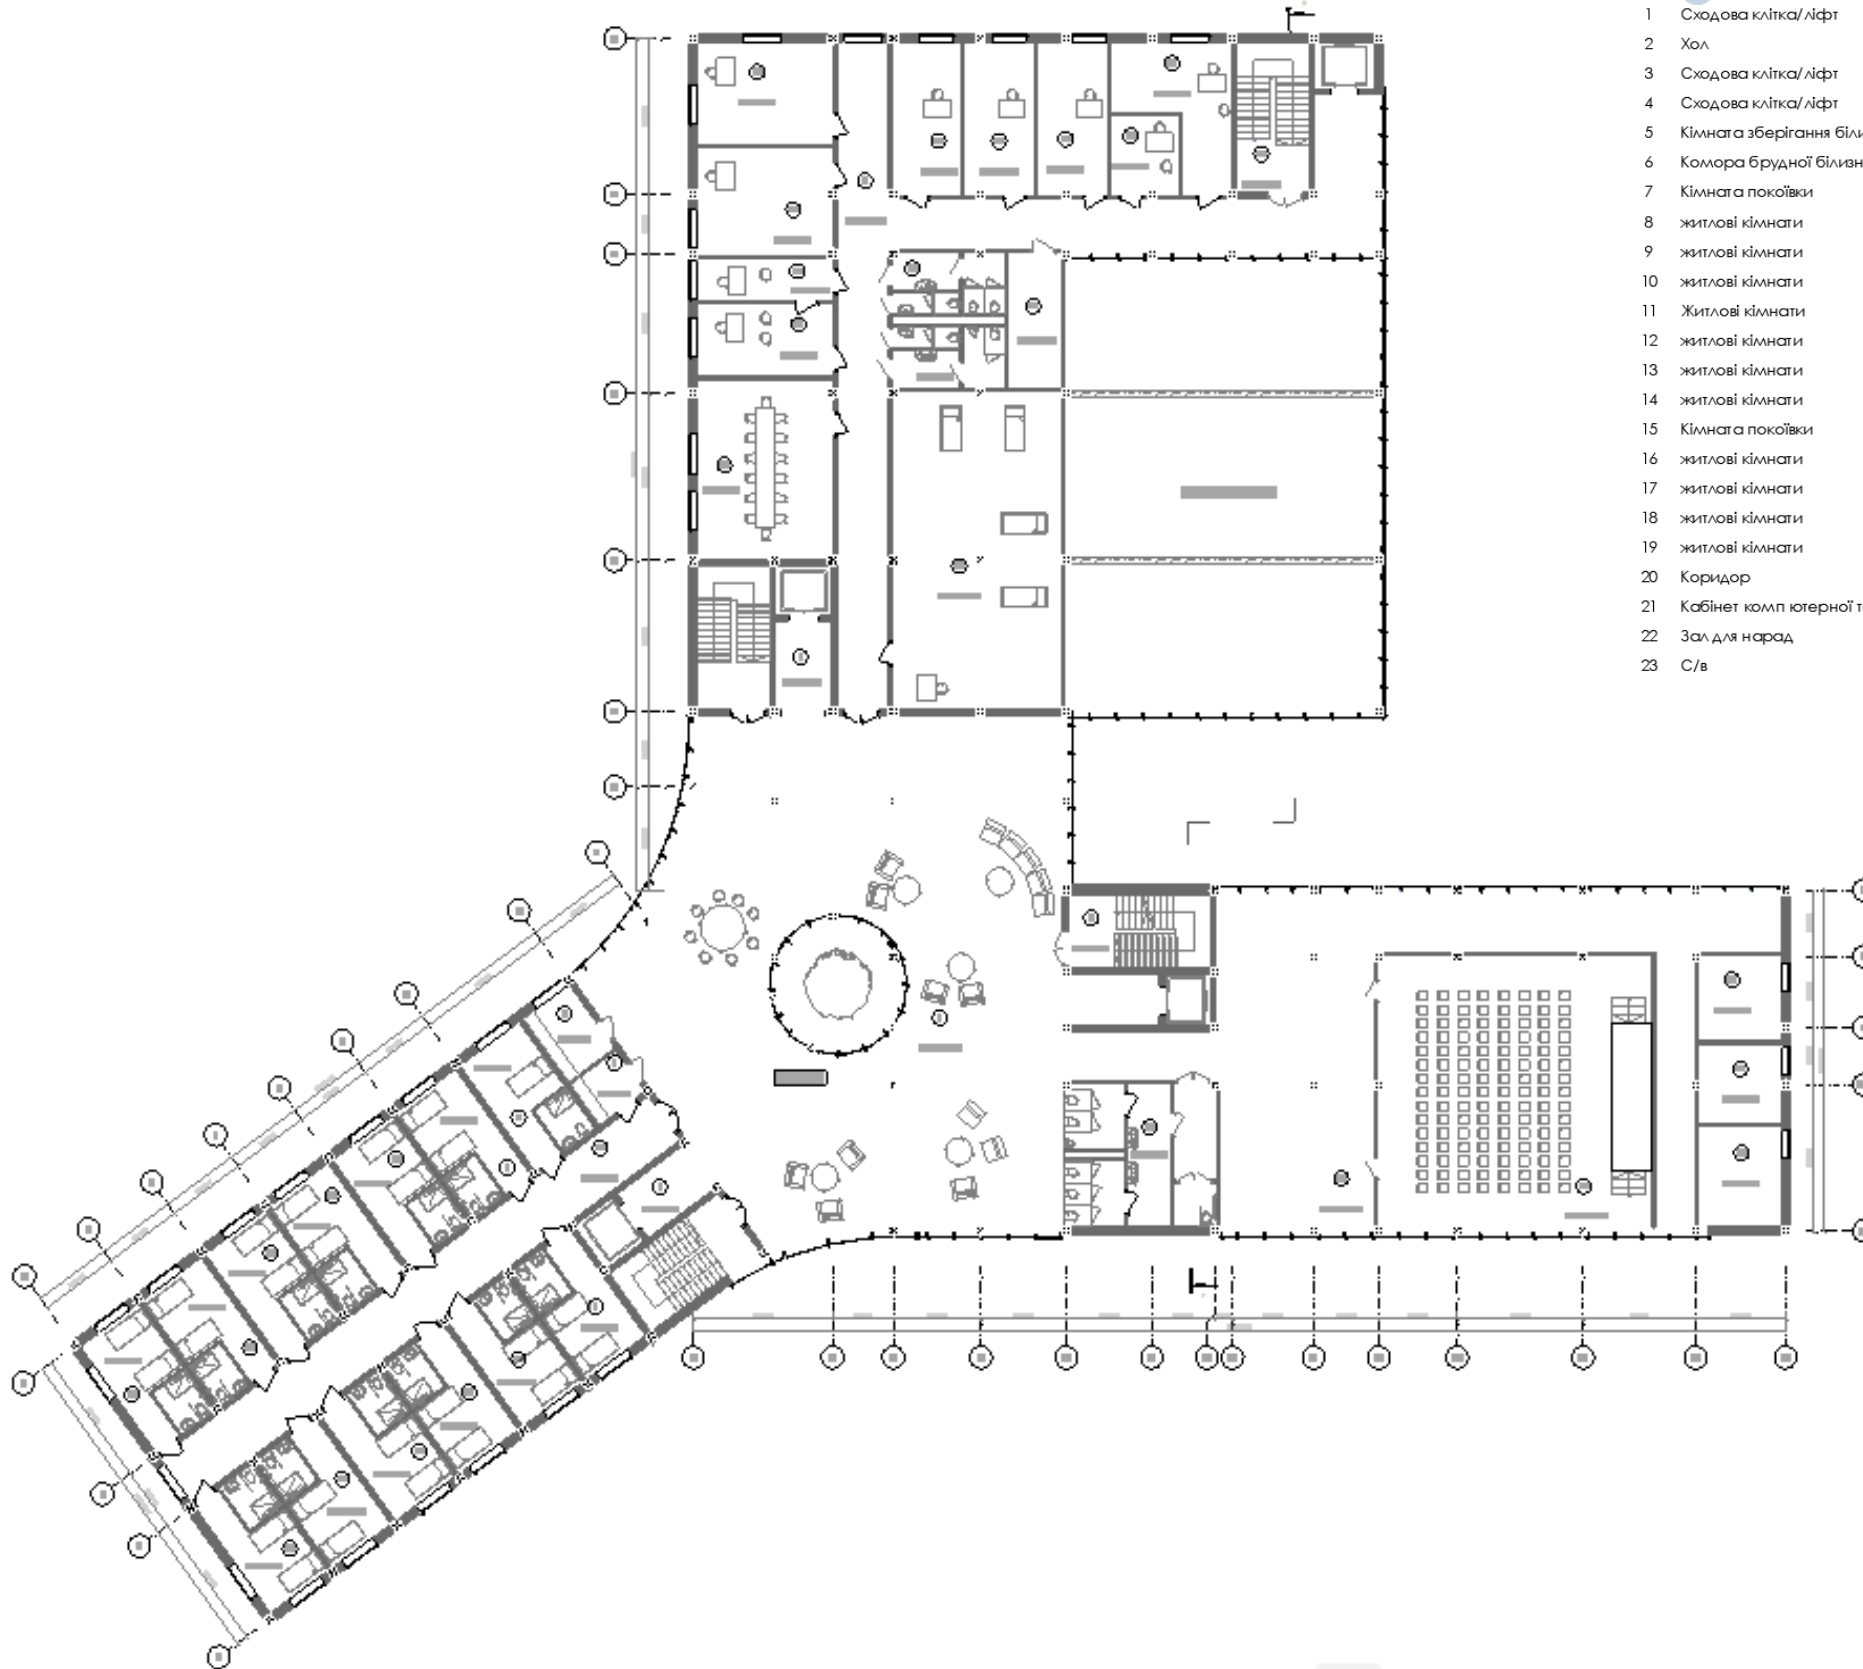 1 Сходова клітка/ліфт
2 Хол
3 Сходова клітка/ліфт
4 Сходова клітка/ліфт
5 Кімната зберігання
6 Комора брудної
7 Кімната покоївки
8 житлові кімнати
9 житлові кімнати
10 житлові кімнати
11 Житлові кімнати
12 житлові кімнати
13 житлові кімнати
14 житлові кімнати
15 Кімната покоївки
16 житлові кімнати
17 житлові кімнати
18 житлові кімнати
19 житлові кімнати
20 Коридор
21 Кабінет комп ютерної
22 Зал для нарад
23 С/в